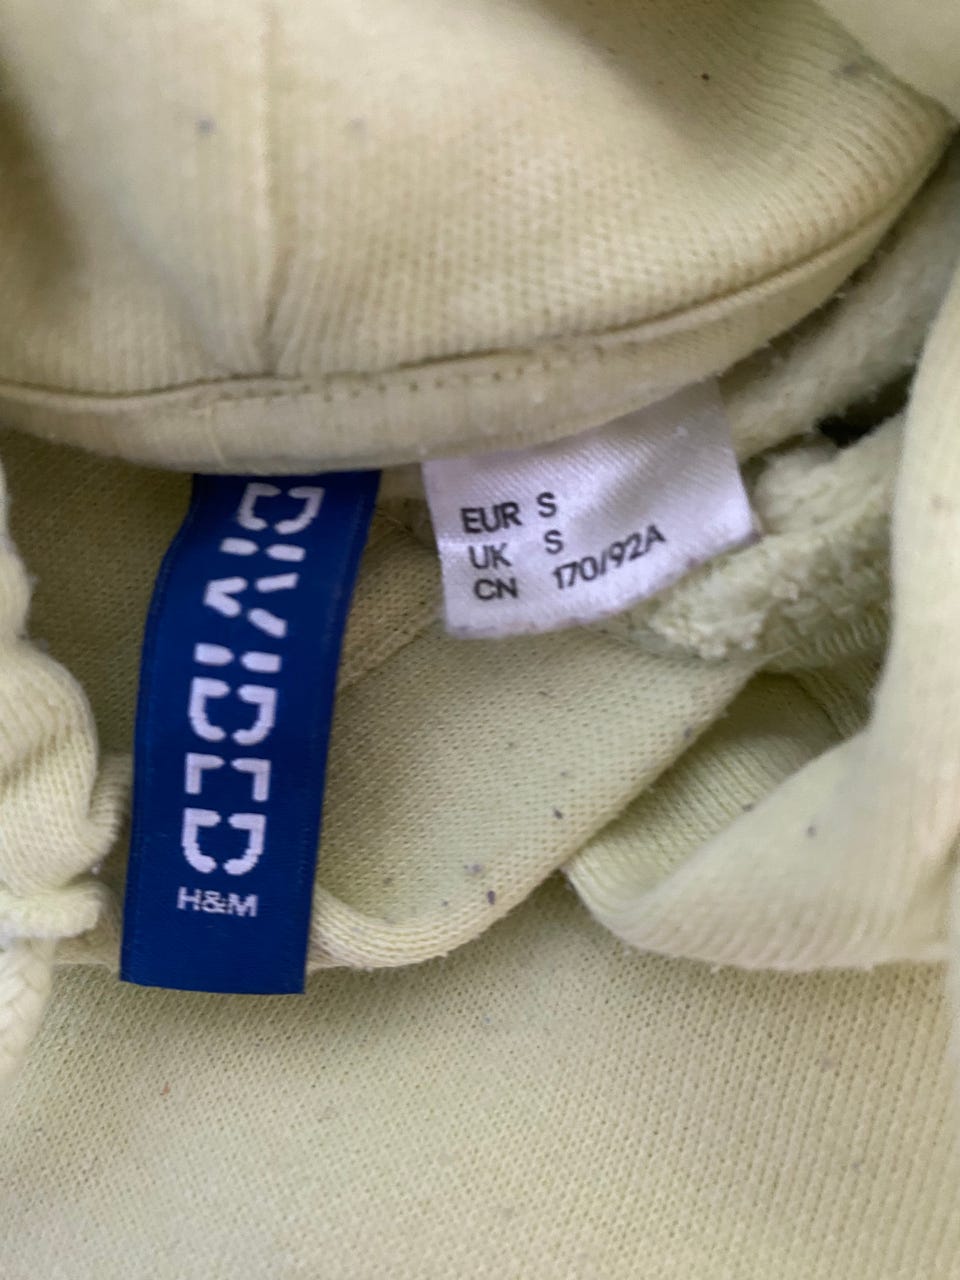 DIVIDED
H&M
EUR S
UK S
CN 170/92A